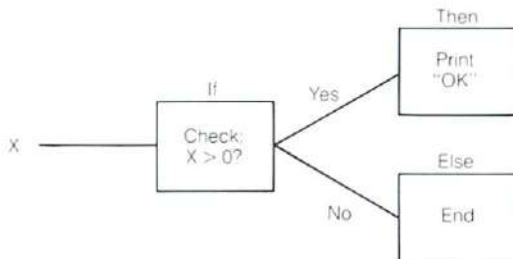 Then
Print
"OK"
If
Yes
Check:
X > 0?
X
Else
No
End